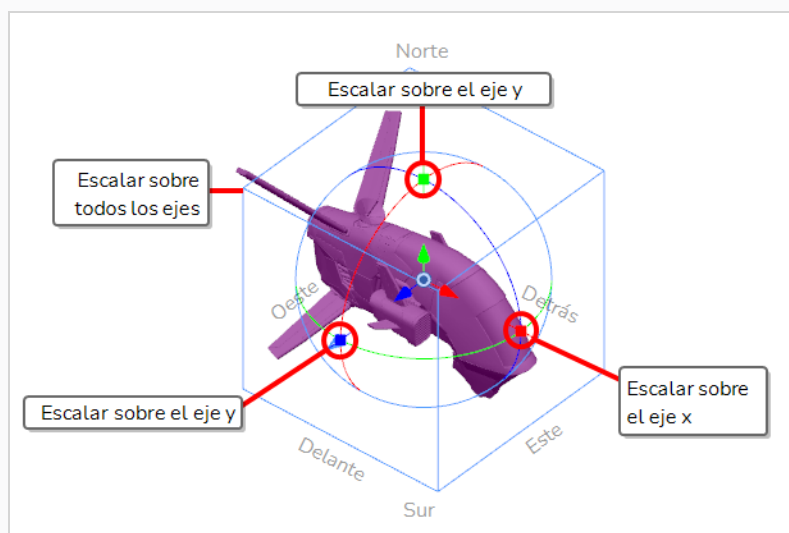 Norte
Escalar sobre el eje y
Escalar sobre
todos los ejes
Oeste
Detrás
Escalar sobre el eje y
Escalar sobre
el eje x
Delante
Este
Sur